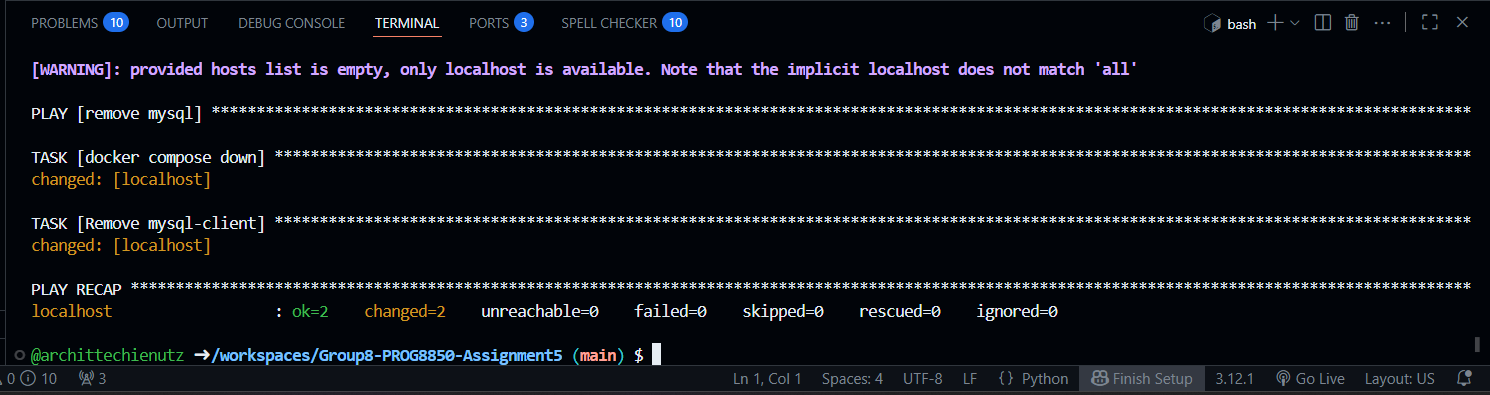 PROBLEMS 10 OUTPUT DEBUG CONSOLE TERMINAL PORTS 3 SPELL CHECKER 10 bash
[WARNING]: provided hosts list is empty, only localhost is available. Note that the implicit localhost does not match 'all'
PLAY [remove mysql] ********************************************************************************************************************************************
TASK [docker compose down] *************************************************************************************************************************************
changed: [localhost]
TASK [Remove mysql-client] *************************************************************************************************************************************
changed: [localhost]
PLAY RECAP *****************************************************************************************************************************************************
localhost : ok=2 changed=2 unreachable=0 failed=0 skipped=0 rescued=0 ignored=0
@archittechienutz ➜/workspaces/Group8-PROG8850-Assignment5 (main) $
0 10 3 Ln 1, Col 1 Spaces: 4 UTF-8 LF {} Python Finish Setup 3.12.1 Go Live Layout: US